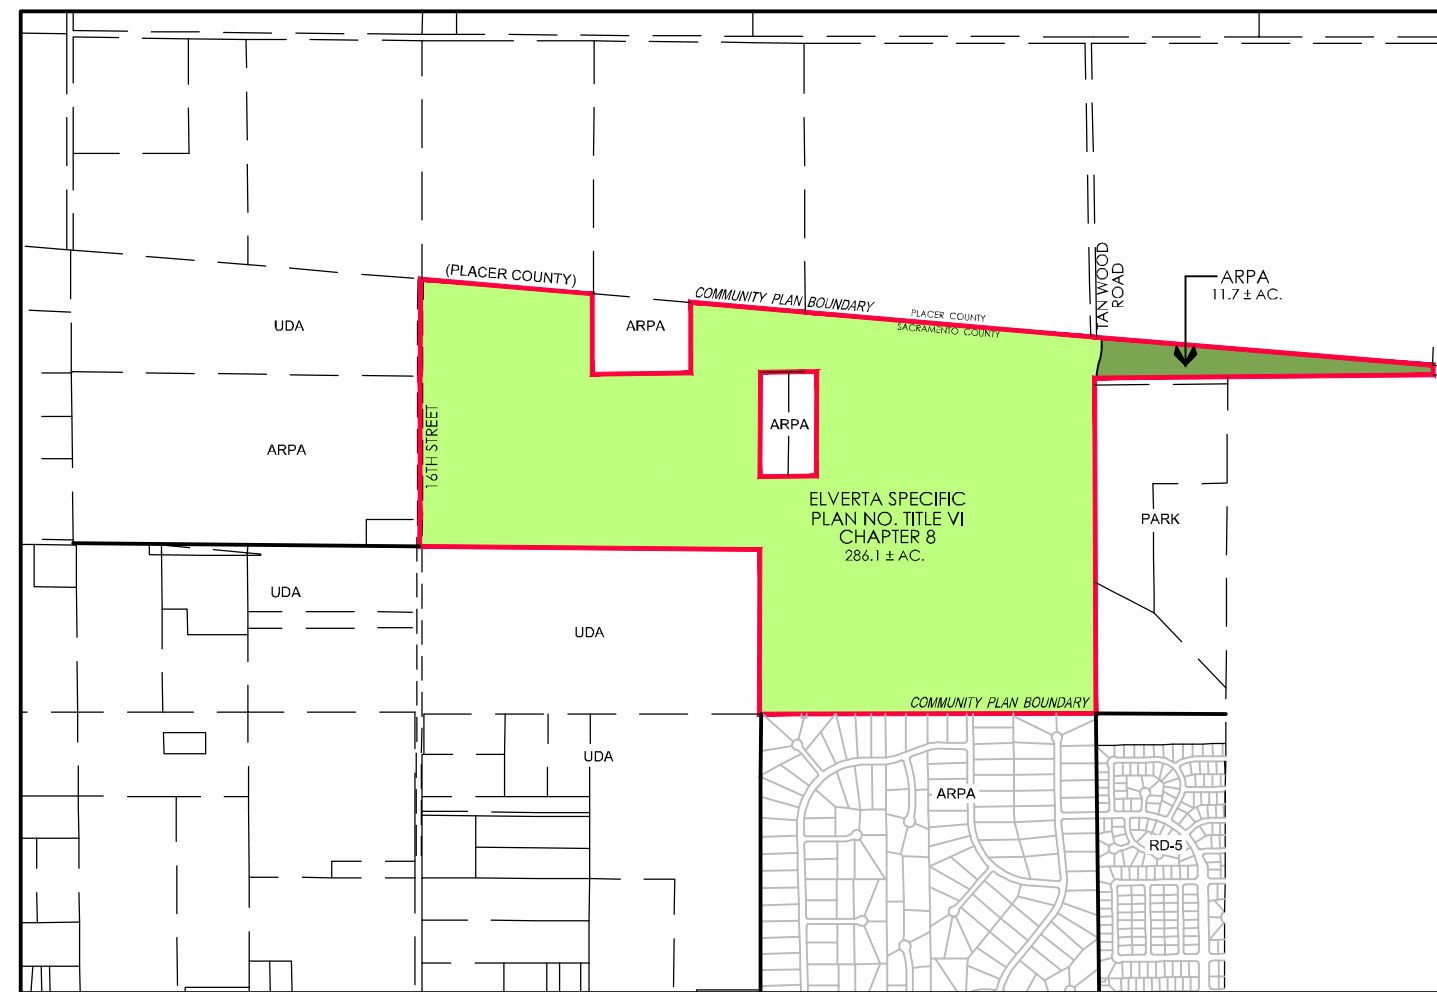 (PLACER COUNTY)
COMMUNITY PLAN BOUNDARY
PLACER COUNTY
SACRAMENTO COUNTY
TAN WOOD
ROAD
ARPA
11.7 ± AC.
UDA
ARPA
ARPA
ARPA
16TH STREET
ELVERTA SPECIFIC
PLAN NO. TITLE VI
CHAPTER 8
286.1 ± AC.
PARK
UDA
UDA
COMMUNITY PLAN BOUNDARY
UDA
ARPA
RD-5